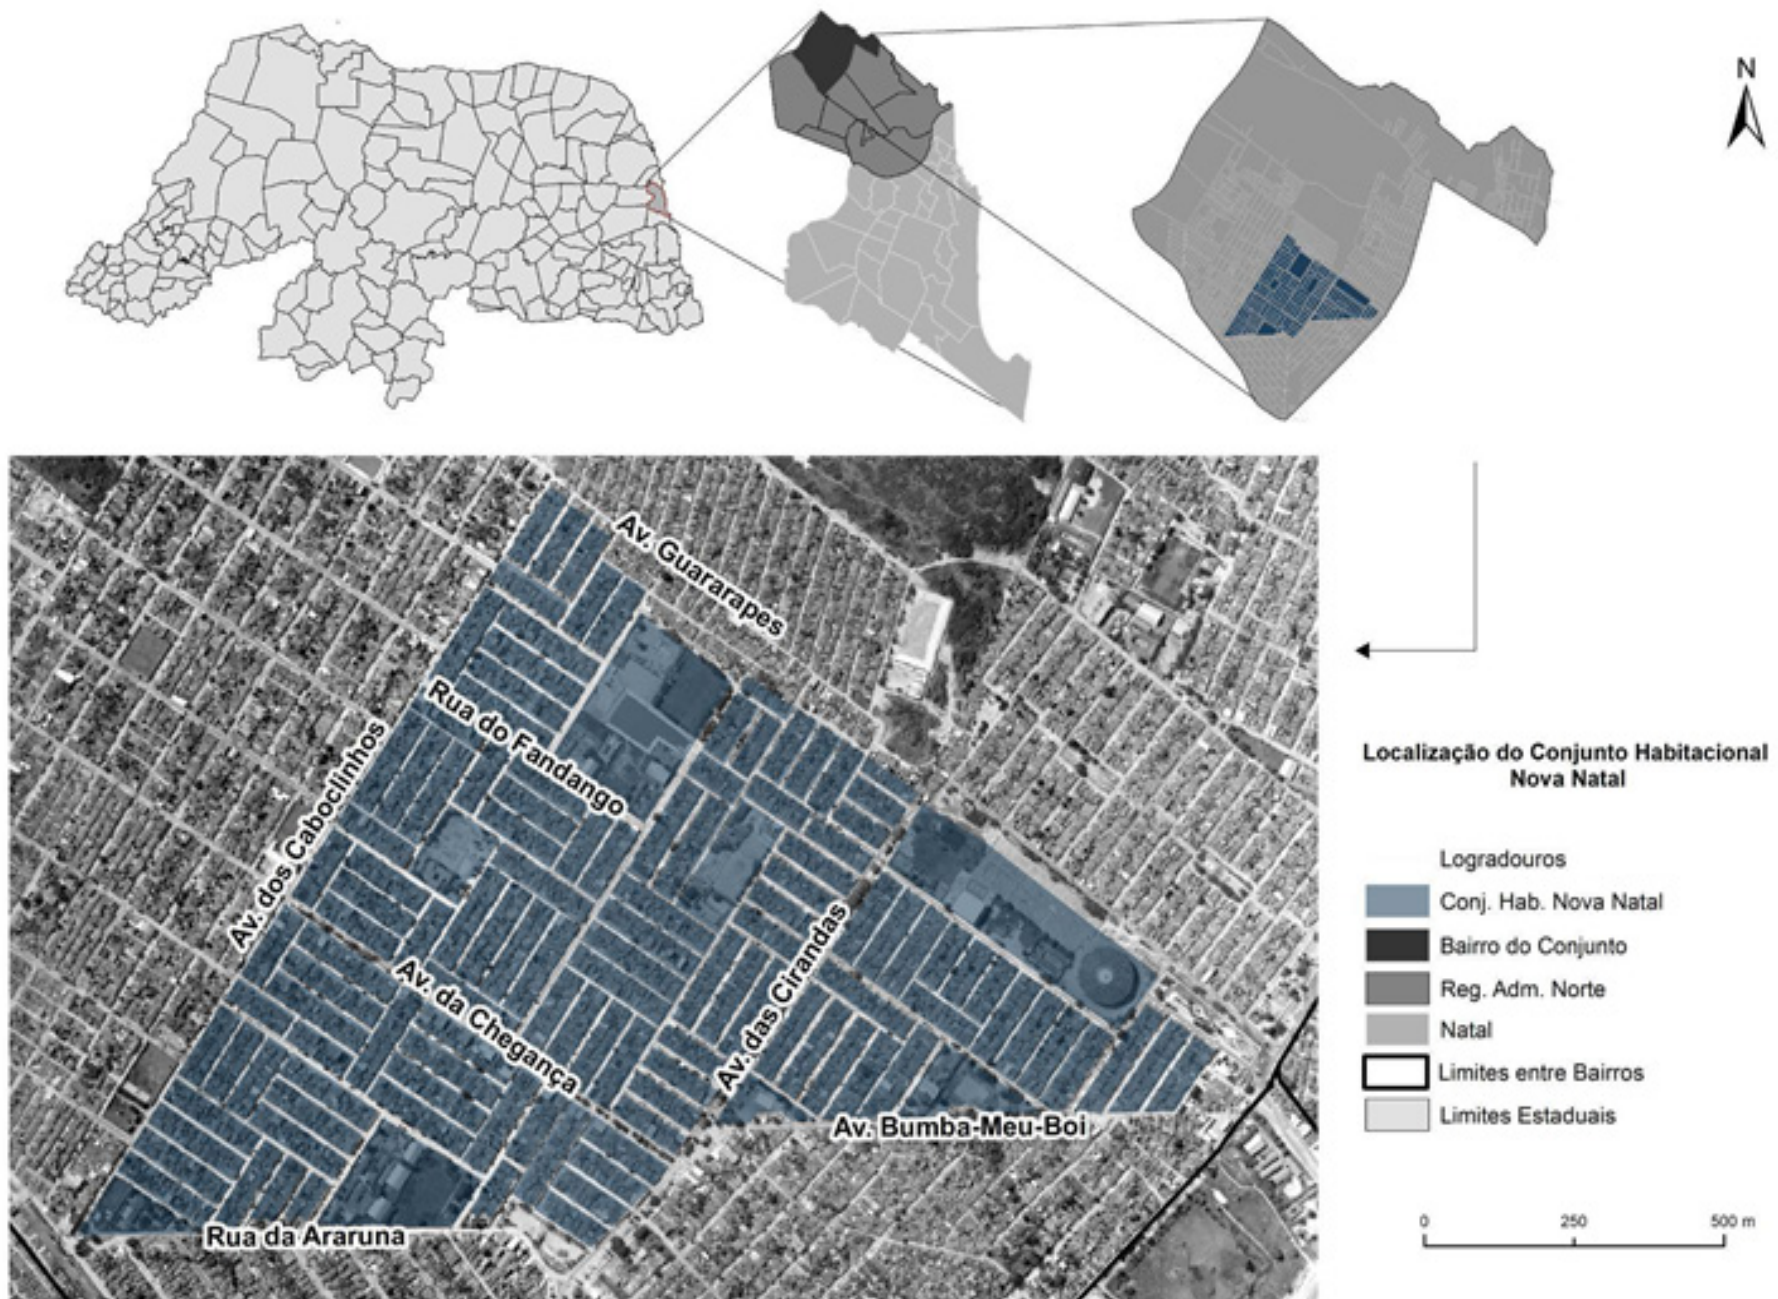 N
Av. Guararapes
Rua do Fandango
Av. dos Caboclinhos
Av. da Chegança
Av. das Cirandas
Av. Bumba-Meu-Boi
Rua da Araruna
Localização do Conjunto Habitacional
Nova Natal
Logradouros
Conj. Hab. Nova Natal
Bairro do Conjunto
Reg. Adm. Norte
Natal
Limites entre Bairros
Limites Estaduais
0 250 500 m